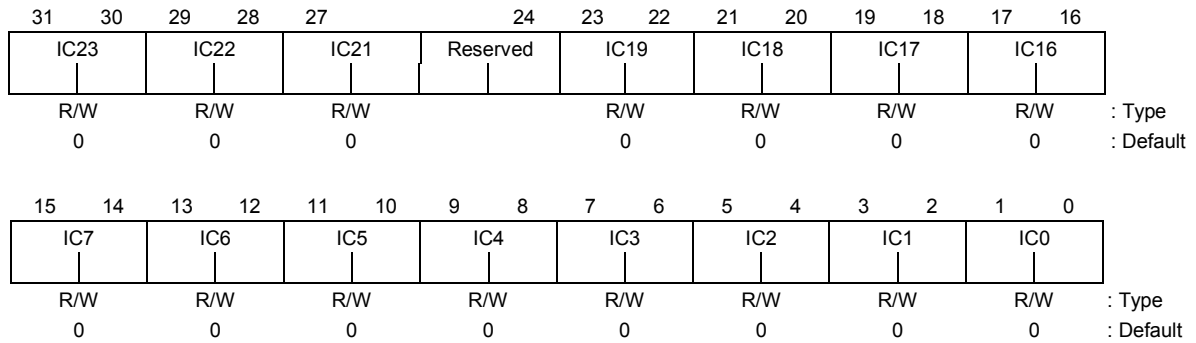 31 30 29 28 27 24 23 22 21 20 19 18 17 16
IC23 IC22 IC21 Reserved IC19 IC18 IC17 IC16
R/W R/W R/W R/W R/W R/W R/W : Type
0 0 0 0 0 0 0 : Default
15 14 13 12 11 10 9 8 7 6 5 4 3 2 1 0
IC7 IC6 IC5 IC4 IC3 IC2 IC1 IC0
R/W R/W R/W R/W R/W R/W R/W R/W : Type
0 0 0 0 0 0 0 0 : Default